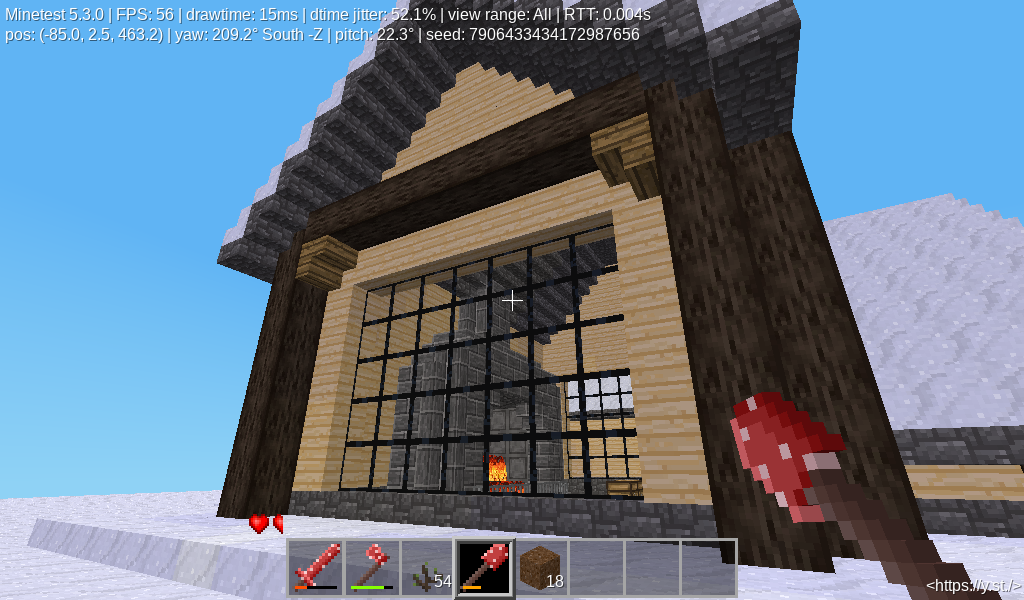 Minetest 5.3.0 | FPS: 56 | drawtime: 15ms | dtime jitter: 52.1% | view range: All | RTT: 0.004s
pos: (-85.0, 2.5, 463.2) | yaw: 209.2° South -Z | pitch: 22.3° | seed: 7906433434172987656
54
18
<https://y.st./>